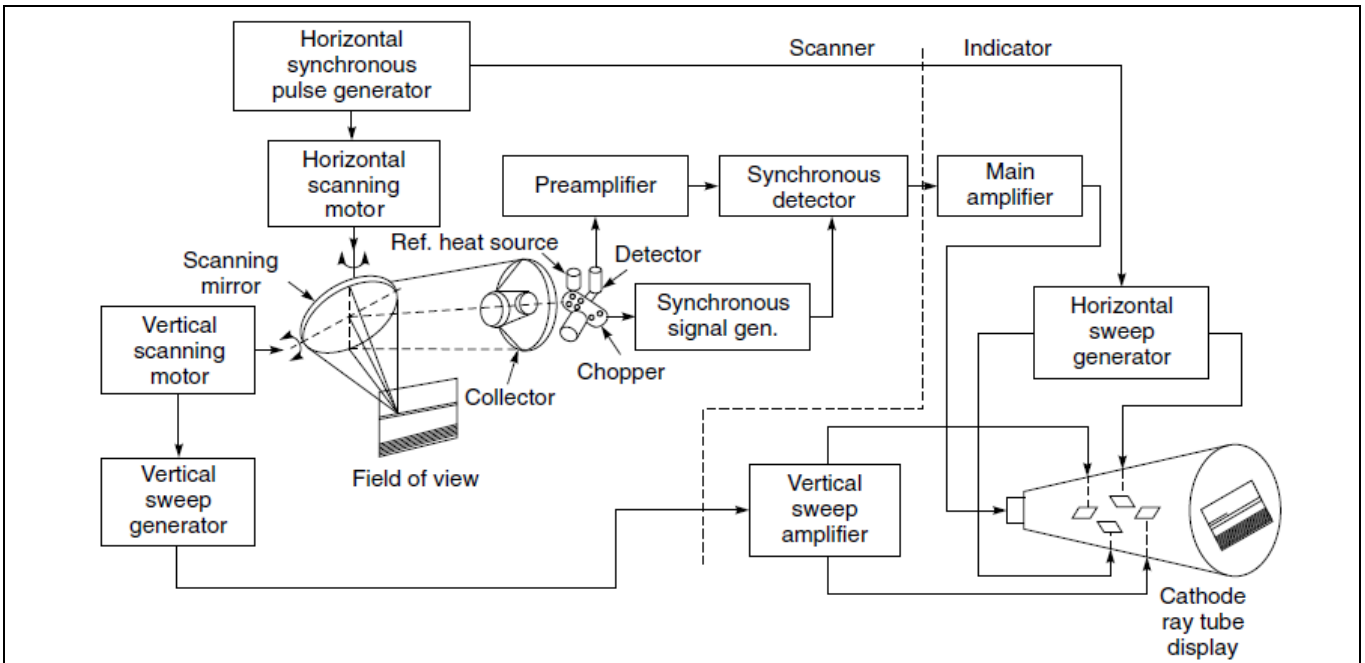 Horizontal
synchronous
pulse generator
Scanner
Indicator
Horizontal
scanning
motor
Preamplifier
Synchronous
detector
Main
amplifier
Ref. heat source
Detector
Scanning
mirror
Vertical
scanning
motor
Synchronous
signal gen.
Horizontal
sweep
generator
Chopper
Collector
Field of view
Vertical
sweep
generator
Vertical
sweep
amplifier
Cathode
ray tube
display